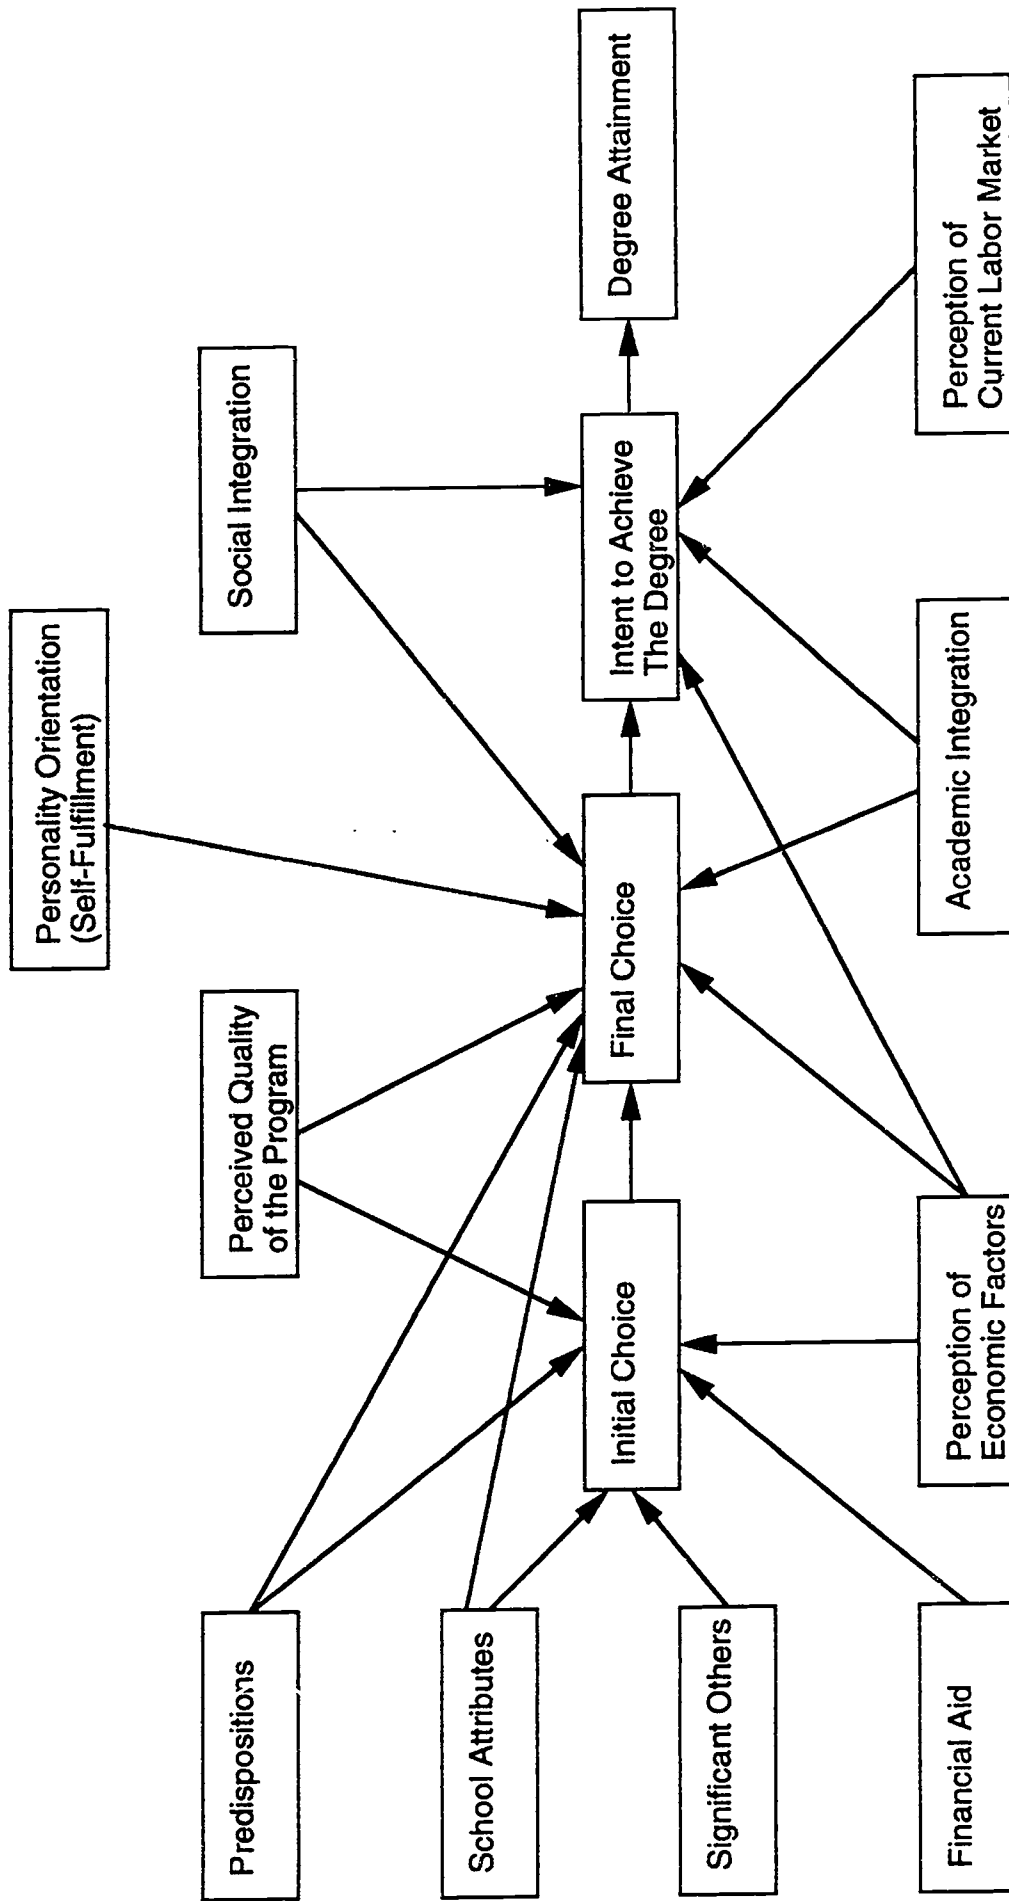 Personality Orientation
(Self-Fulfillment)
Perceived Quality
of the Program
Social Integration
Predispositions
School Attributes
Significant Others
Financial Aid
Initial Choice
Final Choice
Intent to Achieve
The Degree
Degree Attainment
Perception of
Economic Factors
Academic Integration
Perception of
Current Labor Market